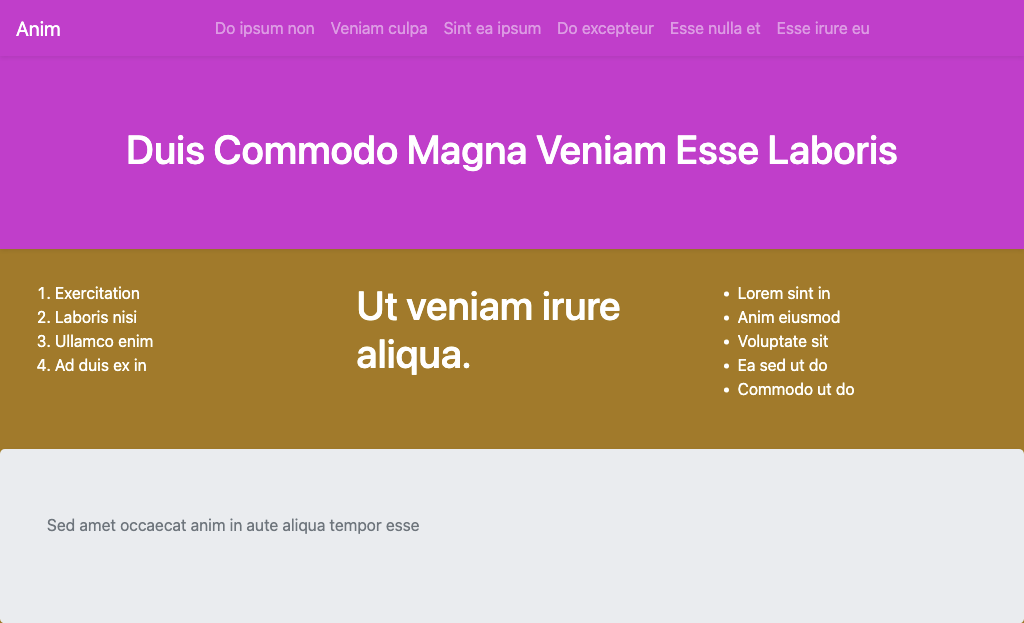 Anim
Do ipsum non Veniam culpa Sint ea ipsum Do excepteur Esse nulla et Esse irure eu
Duis Commodo Magna Veniam Esse Laboris
1. Exercitation
2. Laboris nisi
3. Ullamco enim
4. Ad duis ex in
Ut veniam irure
aliqua.
• Lorem sint in
• Anim eiusmod
• Voluptate sit
• Ea sed ut do
• Commodo ut do
Sed amet occaecat anim in aute aliqua tempor esse